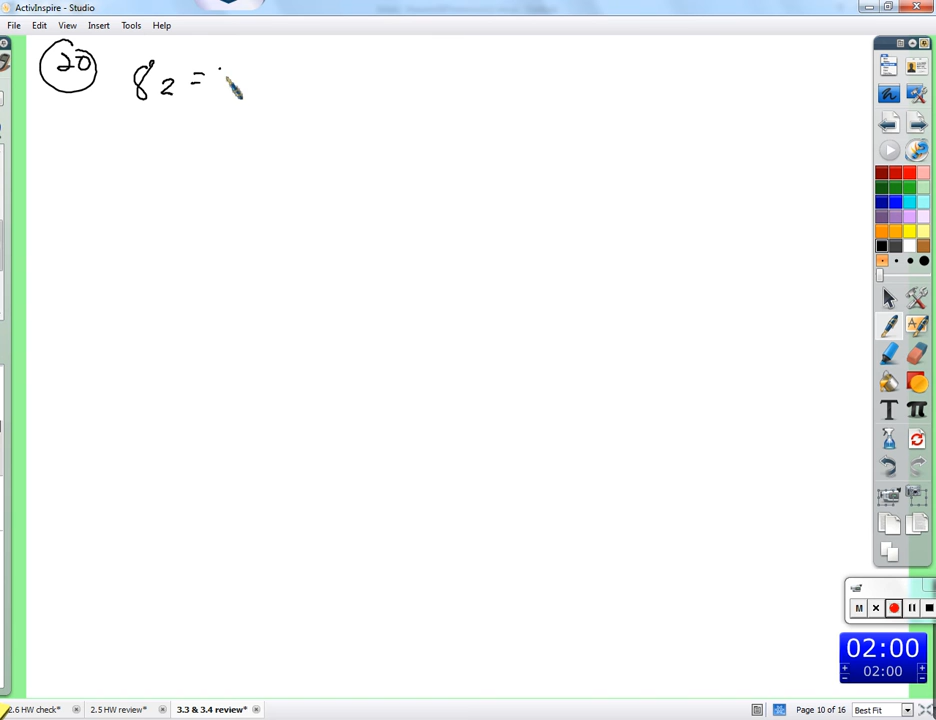 ActivInspire - Studio
File Edit View Insert Tools Help
20 8z =
M
02:00
02:00
2.6 HW check* 2.5 HW review* 3.3 & 3.4 review* Page 10 of 16 Best Fit